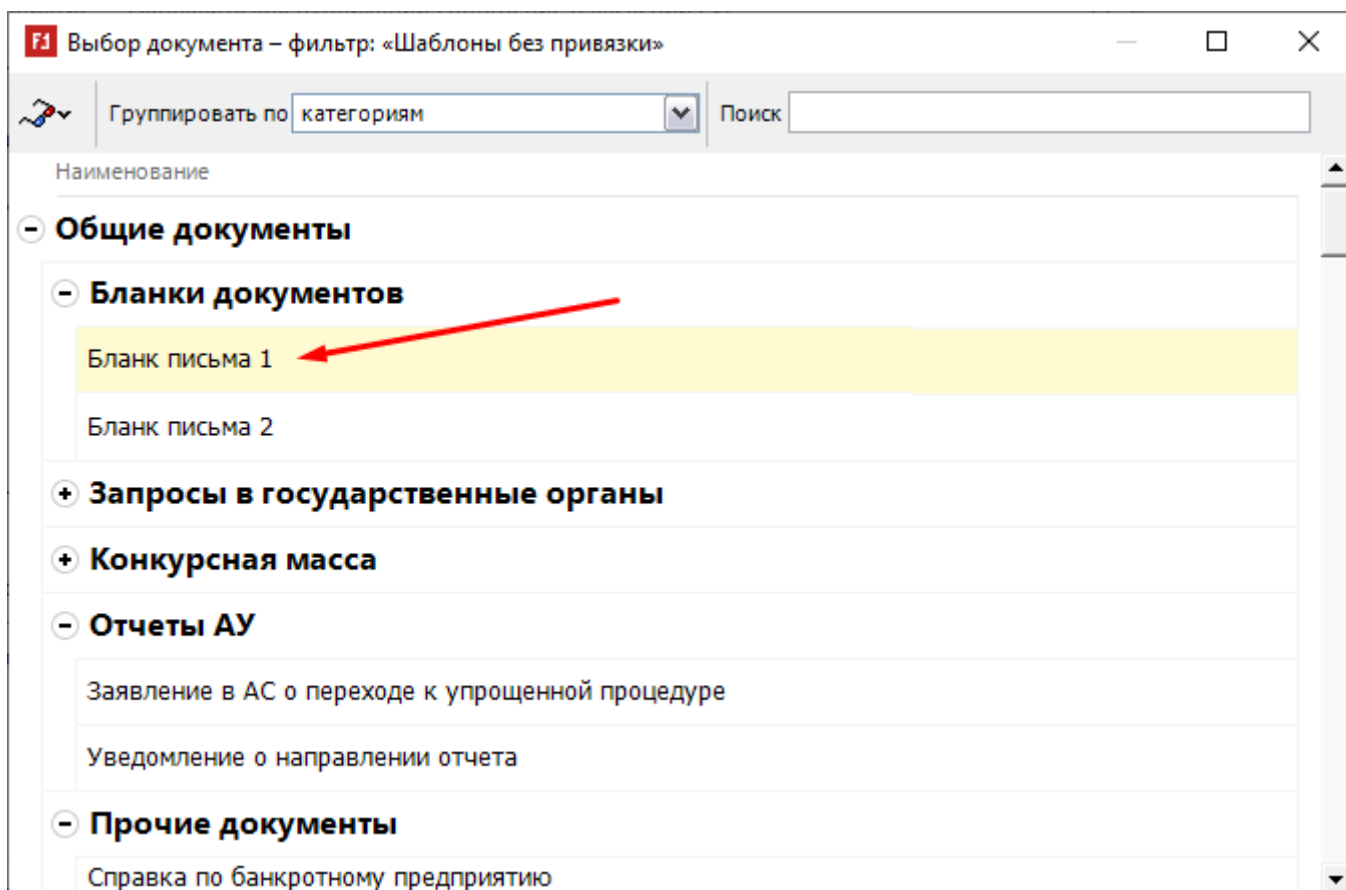 Выбор документа – фильтр: «Шаблоны без привязки»
Группировать по категориям Поиск
Наименование
Общие документы
Бланки документов
Бланк письма 1
Бланк письма 2
Запросы в государственные органы
Конкурсная масса
Отчеты АУ
Заявление в АС о переходе к упрощенной процедуре
Уведомление о направлении отчета
Прочие документы
Справка по банкротному предприятию